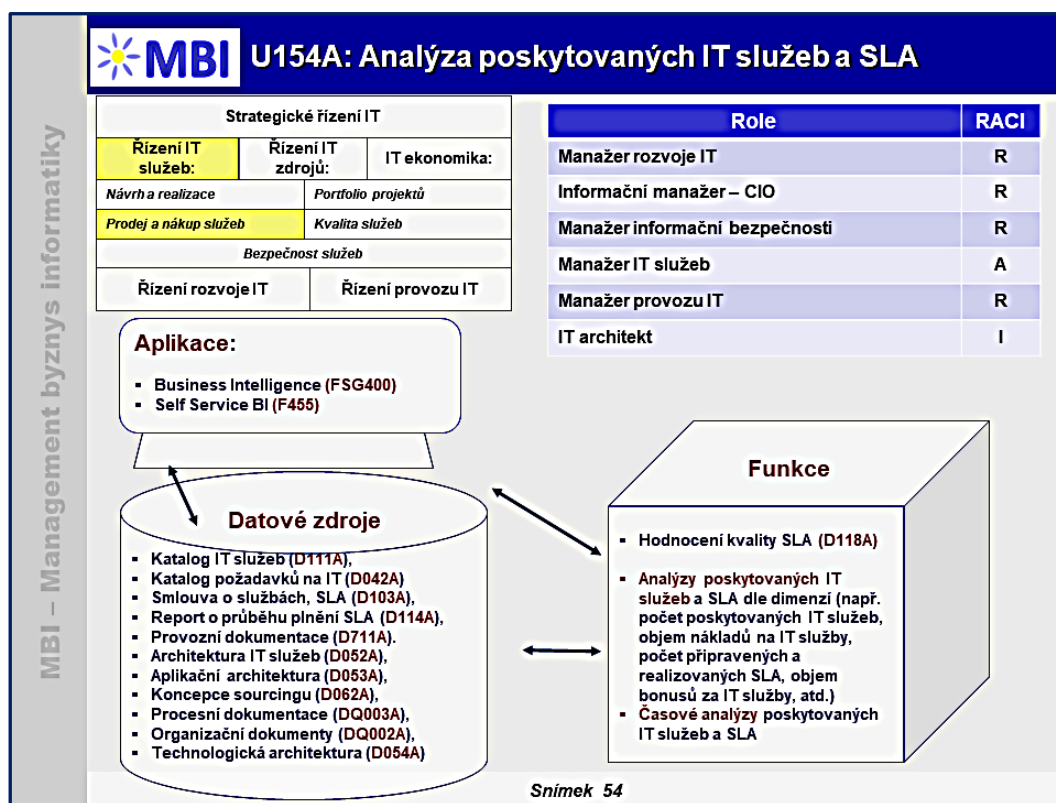 MBI – Management byznys informatiky
MBI
U154A: Analýza poskytovaných IT služeb a SLA
Strategické řízení IT
Řízení IT
služeb:
Řízení IT
zdrojů:
IT ekonomika:
Návrh a realizace
Portfolio projektů
Prodej a nákup služeb
Kvalita služeb
Bezpečnost služeb
Řízení rozvoje IT
Řízení provozu IT
Role RACI
Manažer rozvoje IT R
Informační manažer – CIO R
Manažer informační bezpečnosti R
Manažer IT služeb A
Manažer provozu IT R
IT architekt I
Aplikace:
▪ Business Intelligence (FSG400)
▪ Self Service BI (F455)
Datové zdroje
▪ Katalog IT služeb (D111A),
▪ Katalog požadavků na IT (D042A)
▪ Smlouva o službách, SLA (D103A),
▪ Report o průběhu plnění SLA (D114A),
▪ Provozní dokumentace (D711A).
▪ Architektura IT služeb (D052A),
▪ Aplikační architektura (D053A),
▪ Koncepce sourcingu (D062A),
▪ Procesní dokumentace (DQ003A),
▪ Organizační dokumenty (DQ002A),
▪ Technologická architektura (D054A)
Funkce
▪ Hodnocení kvality SLA (D118A)
▪ Analýzy poskytovaných IT
služeb a SLA dle dimenzí (např.
počet poskytovaných IT služeb,
objem nákladů na IT služby,
počet připravených a
realizovaných SLA, objem
bonusů za IT služby, atd.)
▪ Časové analýzy poskytovaných
IT služeb a SLA
Snímek 54